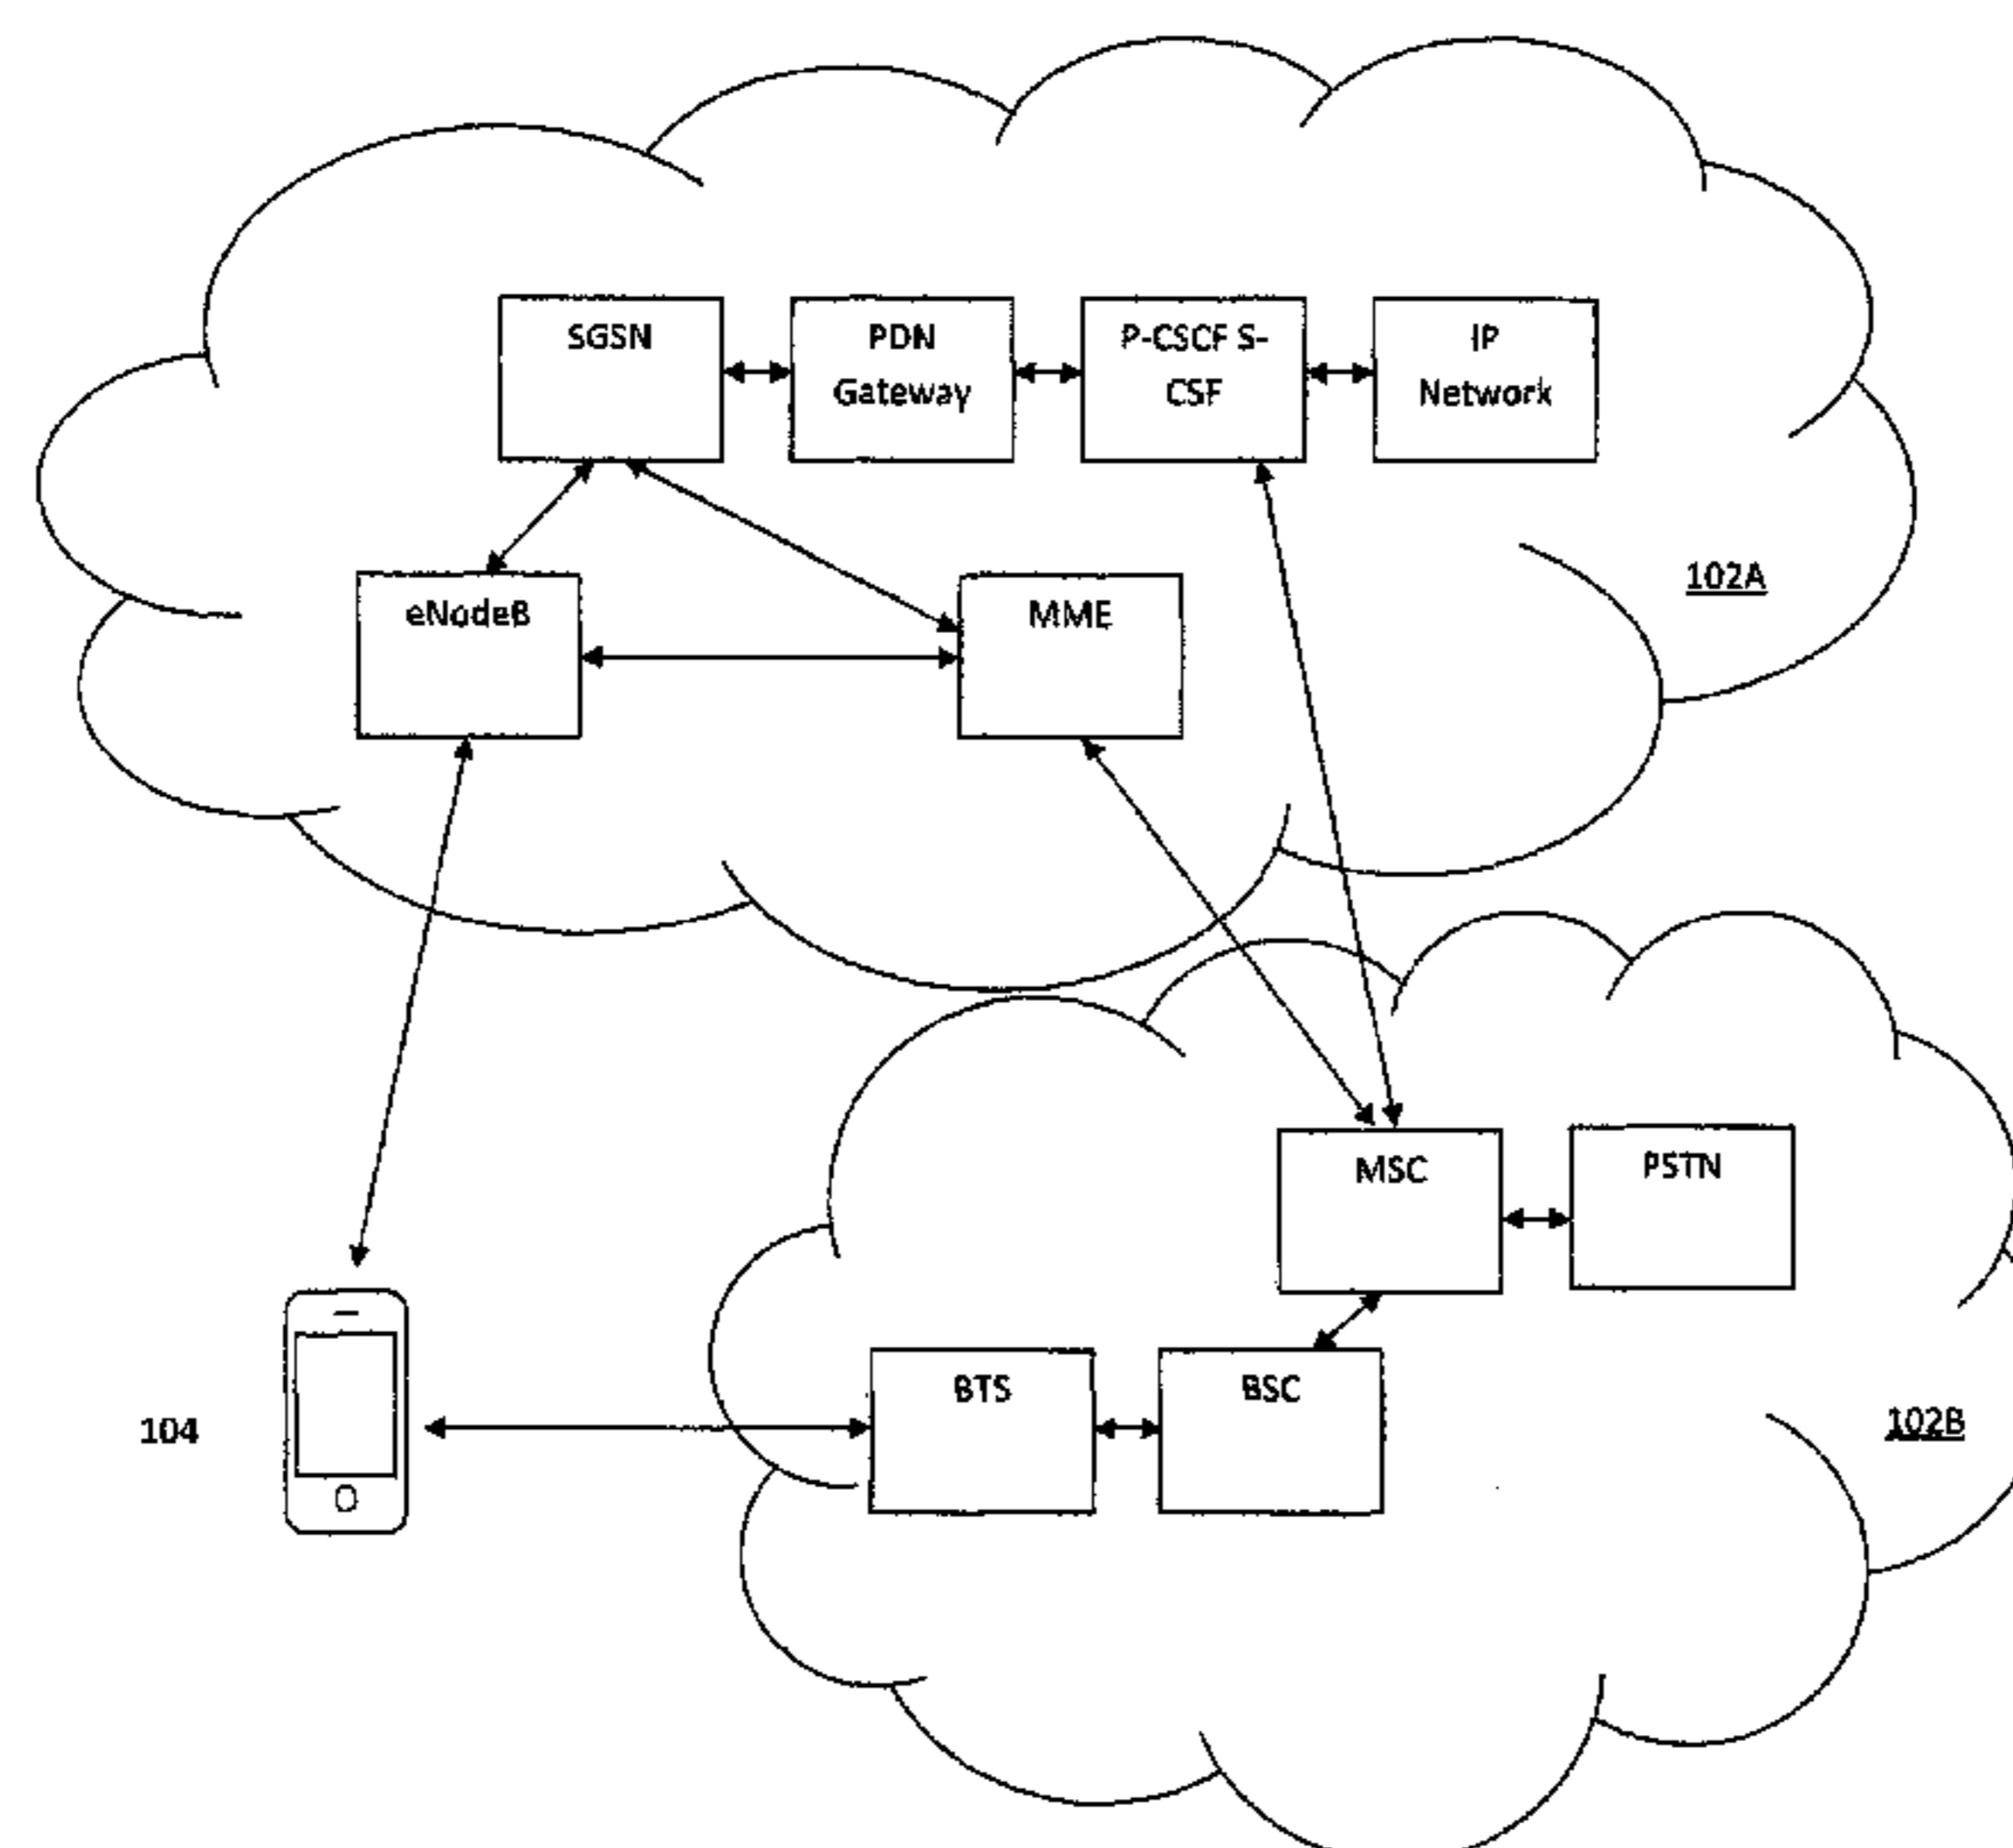 SGSN
PDN
Gateway
P-CSCF S-
CSF
IP
Network
eNodeB
MME
102A
MSC
PSTN
BTS
BSC
104
102B